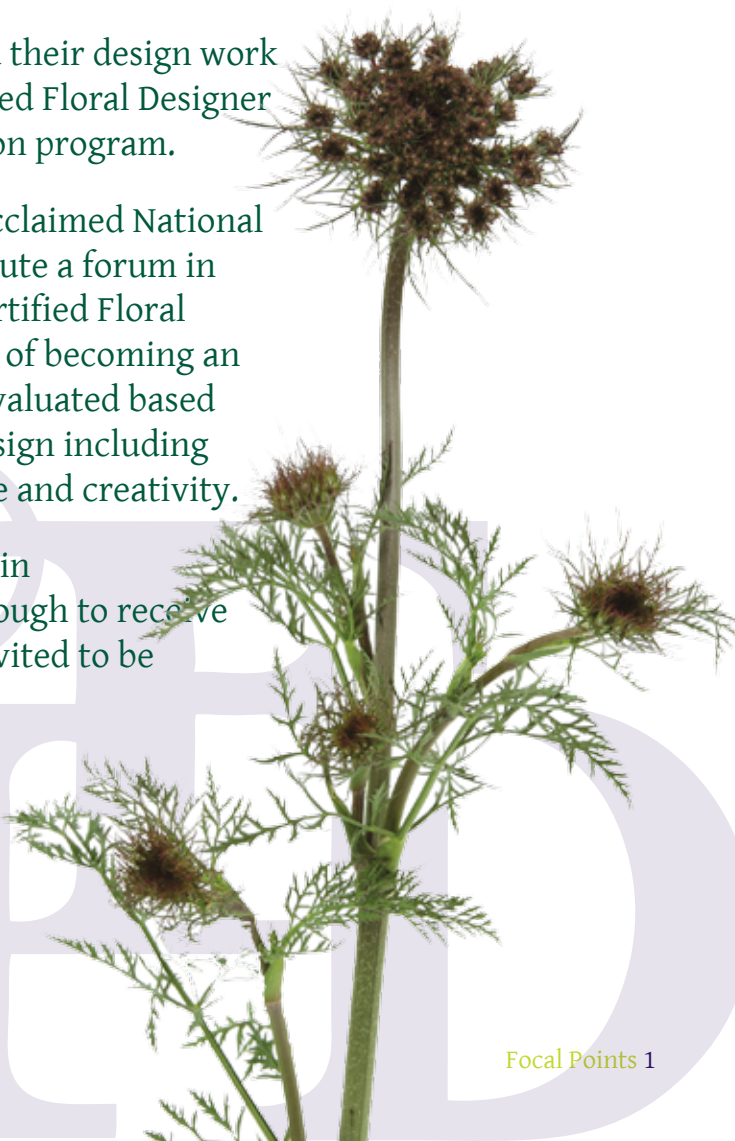 their design work
ed Floral Designer
on program.
cclaimed National
ute a forum in
rtified Floral
of becoming an
valuated based
sign including
e and creativity.
in
ough to receive
vited to be
Focal Points 1